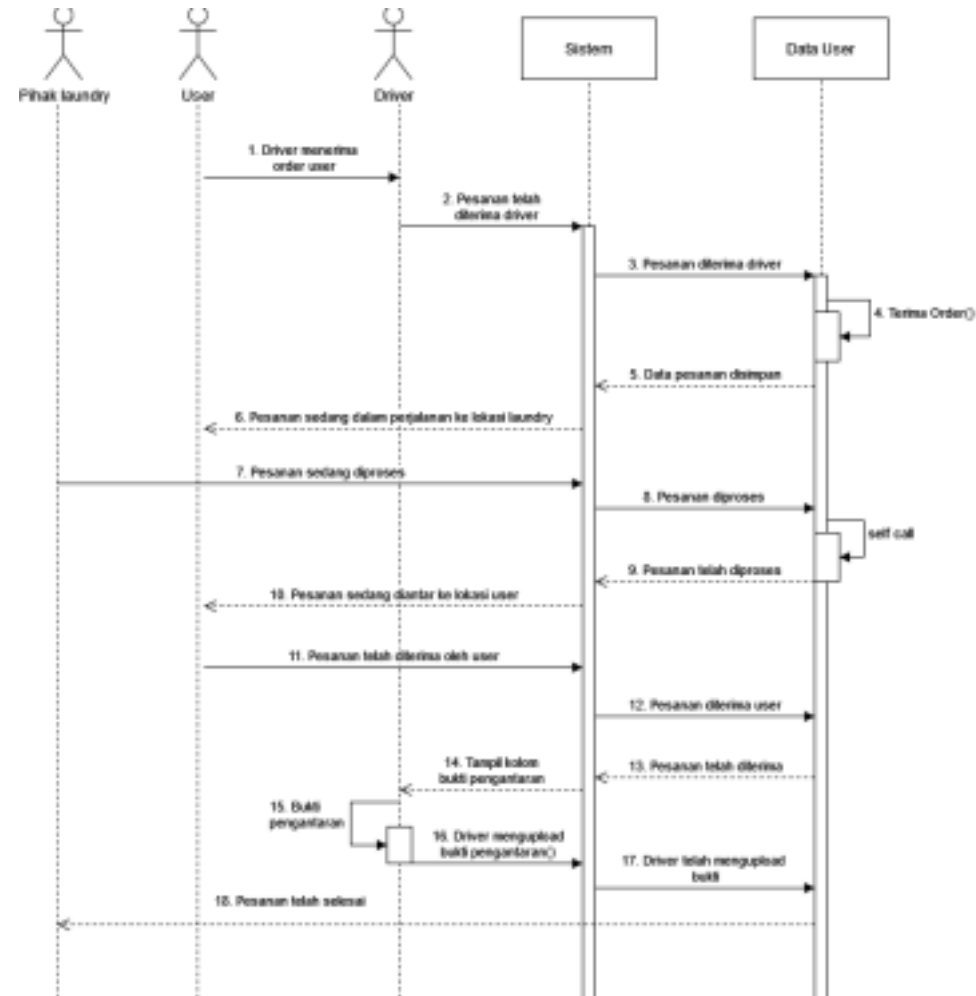 Sistem
Data User
Pihak laundry
User
Driver
1. Driver menerima
order user
2. Pesanan telah
diterima driver
3. Pesanan diterima driver
4. Terima Order()
5. Data pesanan disimpan
6. Pesanan sedang dalam perjalanan ke lokasi laundry
7. Pesanan sedang diproses
8. Pesanan diproses
self call
9. Pesanan telah diproses
10. Pesanan sedang diantar ke lokasi user
11. Pesanan telah diterima oleh user
12. Pesanan diterima user
13. Pesanan telah diterima
14. Tampil kolom
bukti pengantaran
15. Bukti
pengantaran
16. Driver mengupload
bukti pengantaran()
17. Driver telah mengupload
bukti
18. Pesanan telah selesai